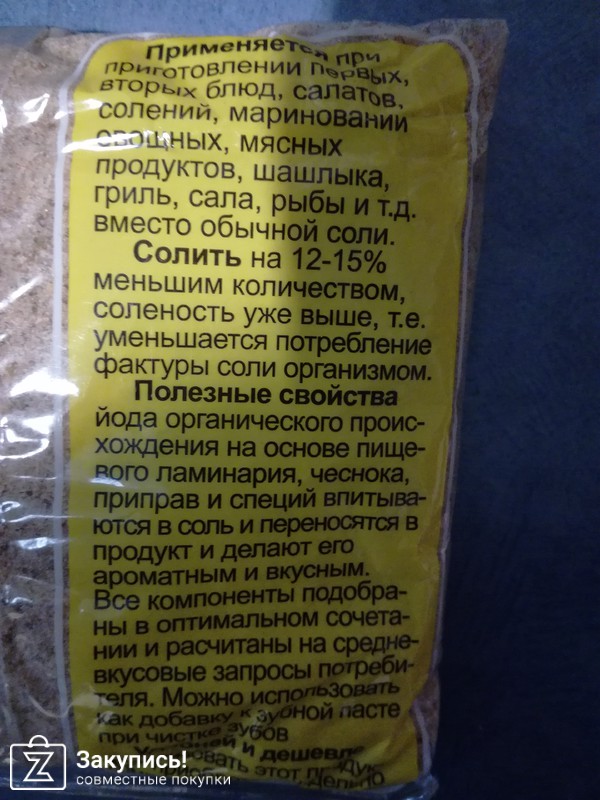 Применяется при
приготовлении первых,
вторых блюд, салатов,
солений, мариновании
овощных, мясных
продуктов, шашлыка,
гриль, сала, рыбы и т.д.
вместо обычной соли.
Солить на 12-15%
меньшим количеством,
соленость уже выше, т.е.
уменьшается потребление
фактуры соли организмом.
Полезные свойства
йода органического проис-
хождения на основе пище-
вого ламинария, чеснока,
приправ и специй впитыва-
ются в соль и переносятся в
продукт и делают его
ароматным и вкусным.
Все компоненты подобра-
ны в оптимальном сочета-
нии и расчитаны на средне-
вкусовые запросы потреби-
теля. Можно использовать
как добавку к зубной пасте
при чистке зубов
и дешевле
этот
Закупись!
совместные покупки